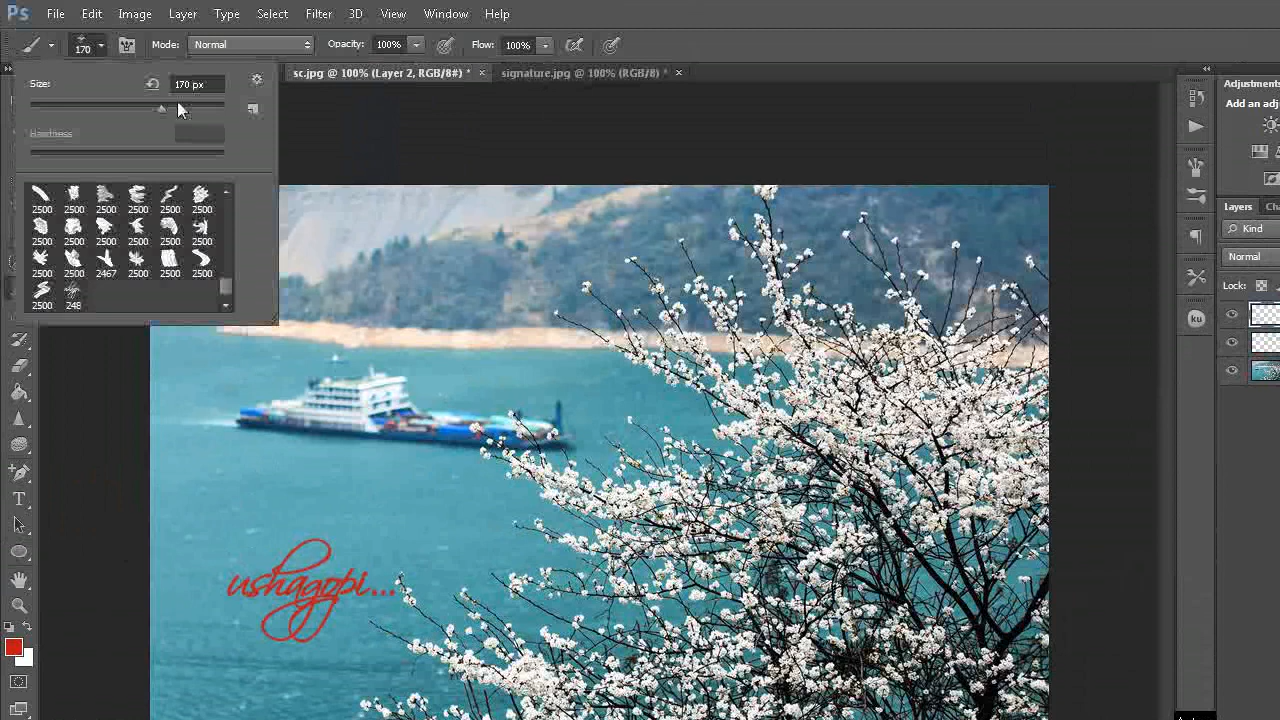 Ps File Edit Image Layer Type Select Filter 3D View Window Help
170 Mode: Normal Opacity: 100% Flow: 100%
sc.jpg @ 100% (Layer 2, RGB/8#) * × signature.jpg @ 100% (RGB/8) * ×
Size: 170 px
Hardness
2500 2500 2500 2500 2500 2500
2500 2500 2500 2500 2500 2500
2500 2500 2467 2500 2500 2500
2500 248
ushagopi...
T
Adjustments
Add an adj
Layers Cha
Kind
Normal
Lock:
ku